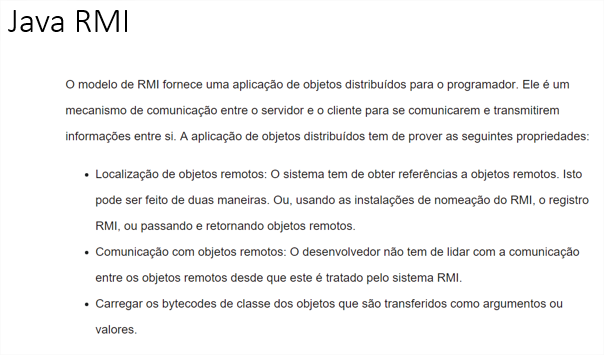 Java RMI
O modelo de RMI fornece uma aplicação de objetos distribuídos para o programador. Ele é um
mecanismo de comunicação entre o servidor e o cliente para se comunicarem e transmitirem
informações entre si. A aplicação de objetos distribuídos tem de prover as seguintes propriedades:
• Localização de objetos remotos: O sistema tem de obter referências a objetos remotos. Isto
pode ser feito de duas maneiras. Ou, usando as instalações de nomeação do RMI, o registro
RMI, ou passando e retornando objetos remotos.
• Comunicação com objetos remotos: O desenvolvedor não tem de lidar com a comunicação
entre os objetos remotos desde que este é tratado pelo sistema RMI.
• Carregar os bytecodes de classe dos objetos que são transferidos como argumentos ou
valores.